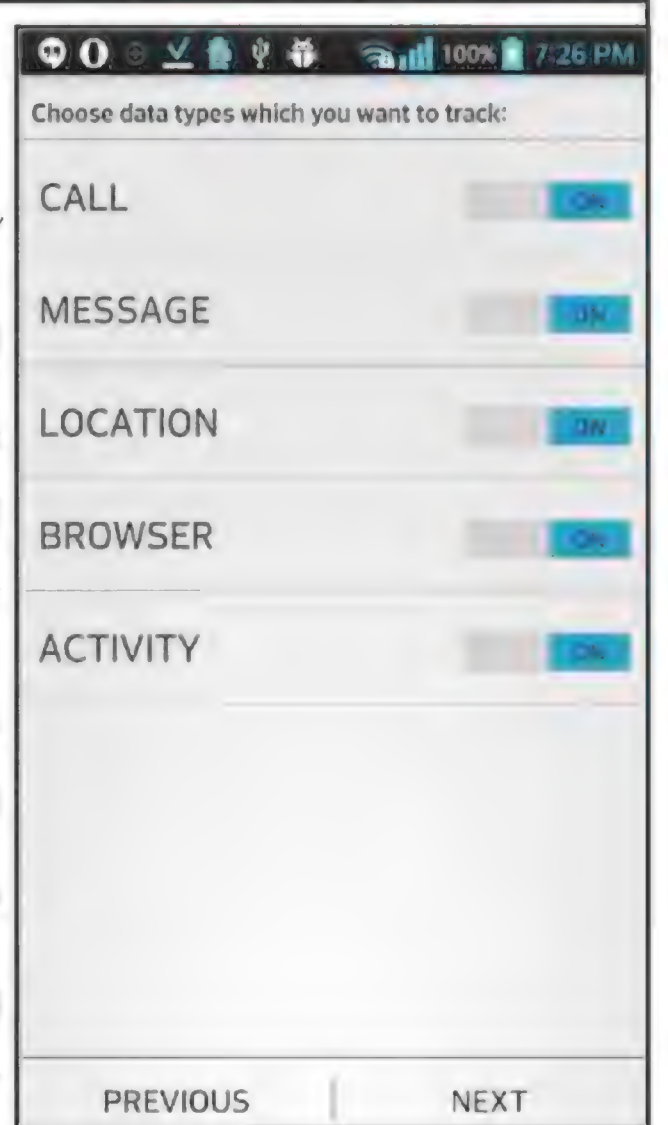 100% 7:26 PM
Choose data types which you want to track:
CALL ON
MESSAGE ON
LOCATION ON
BROWSER ON
ACTIVITY ON
PREVIOUS NEXT